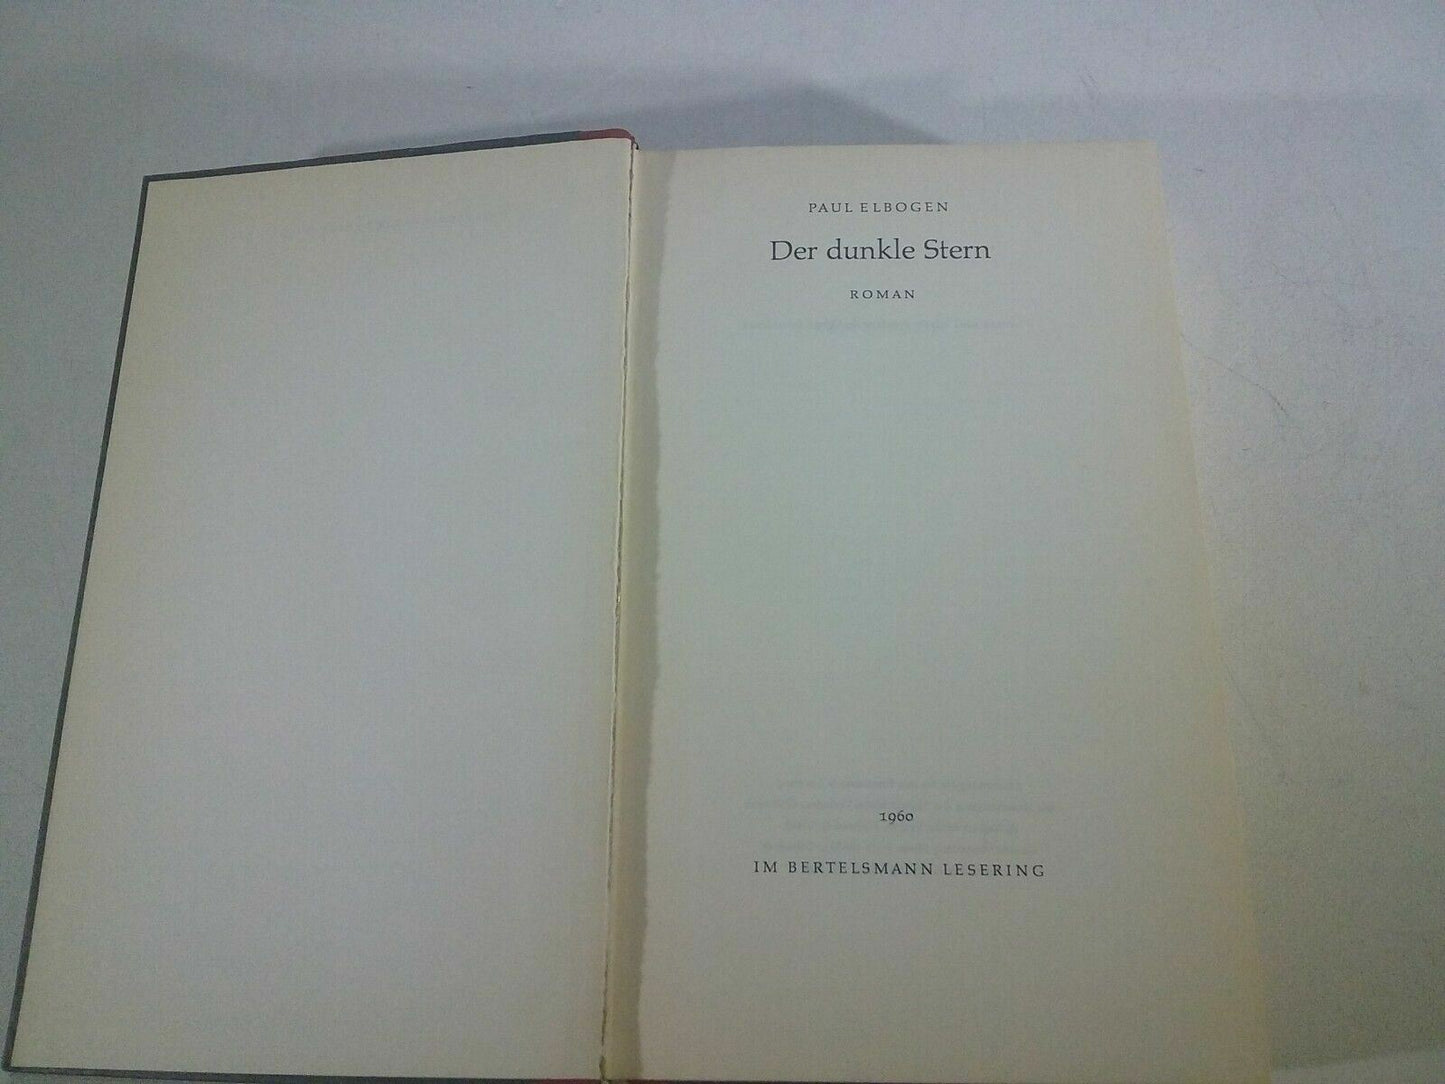 PAUL ELBOGEN
Der dunkle Stern
ROMAN
1960
IM BERTELSMANN LESERING